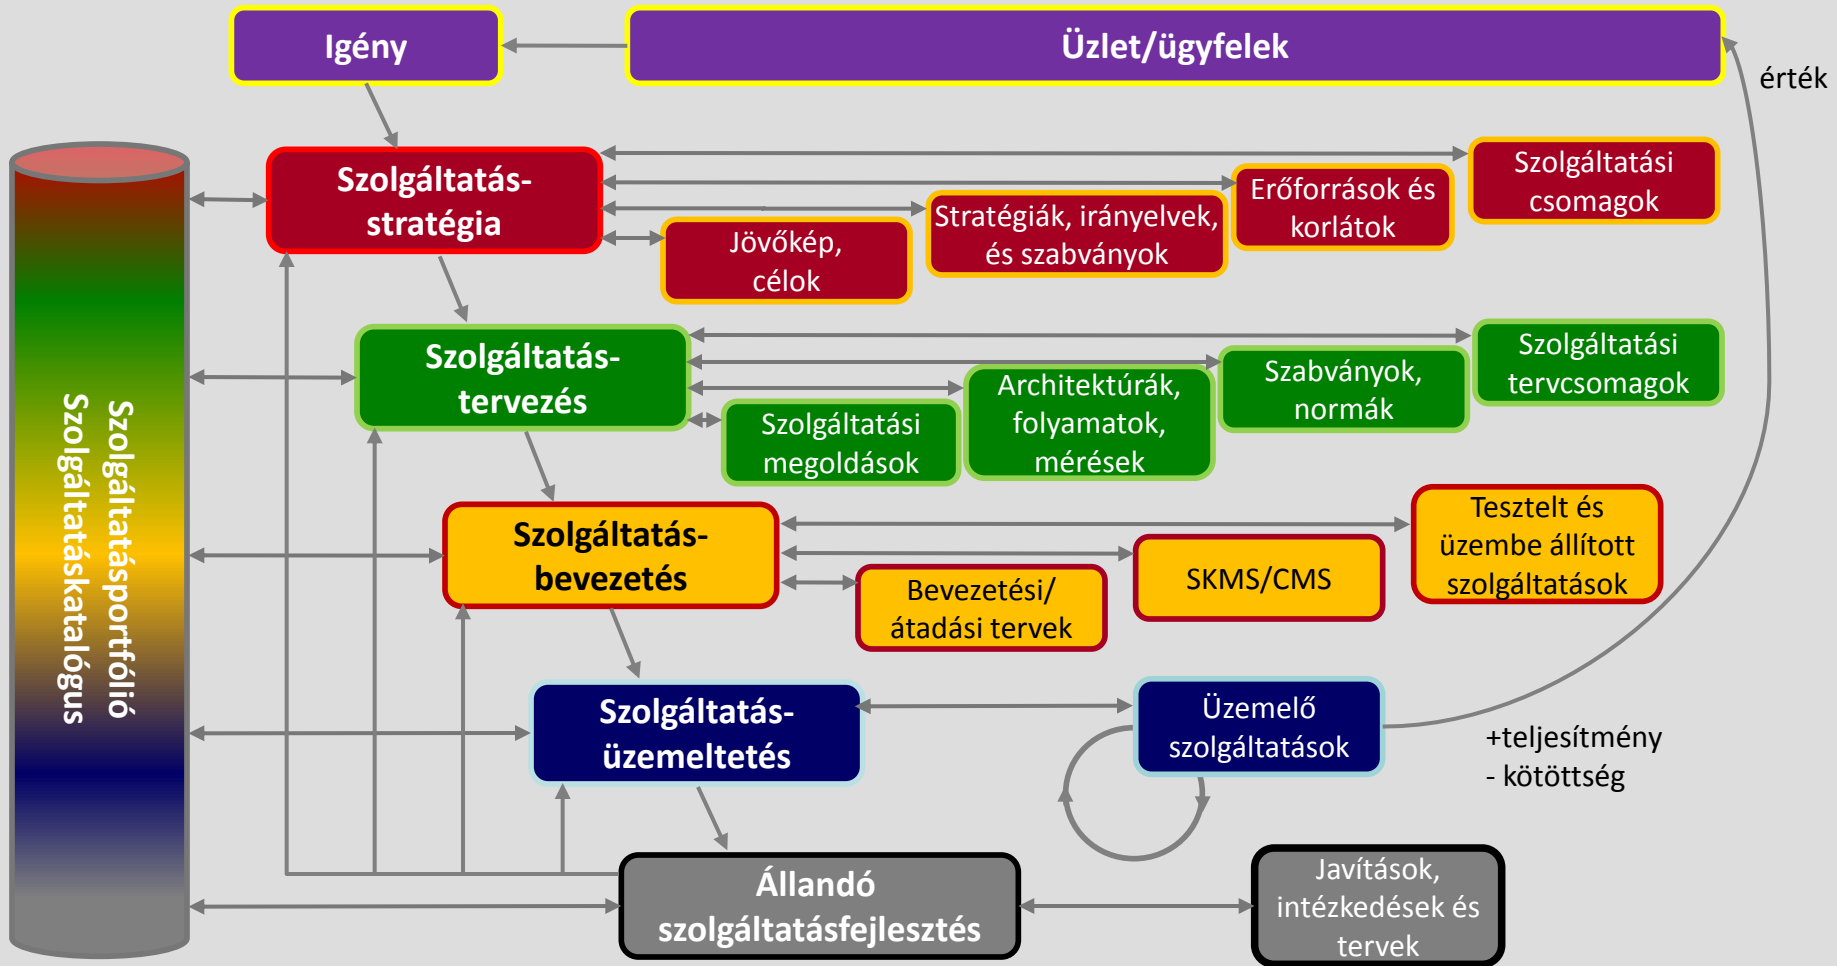 Igény
Üzlet/ügyfelek
érték
Szolgáltatás-
stratégia
Jövőkép,
célok
Stratégiák, irányelvek,
és szabványok
Erőforrások és
korlátok
Szolgáltatási
csomagok
Szolgáltatás-
tervezés
Szolgáltatási
megoldások
Architektúrák,
folyamatok,
mérések
Szabványok,
normák
Szolgáltatási
tervcsomagok
Szolgáltatásportfólió
Szolgáltatáskatalógus
Szolgáltatás-
bevezetés
Bevezetési/
átadási tervek
SKMS/CMS
Tesztelt és
üzembe állított
szolgáltatások
Szolgáltatás-
üzemeltetés
Üzemelő
szolgáltatások
+teljesítmény
- kötöttség
Állandó
szolgáltatásfejlesztés
Javítások,
intézkedések és
tervek